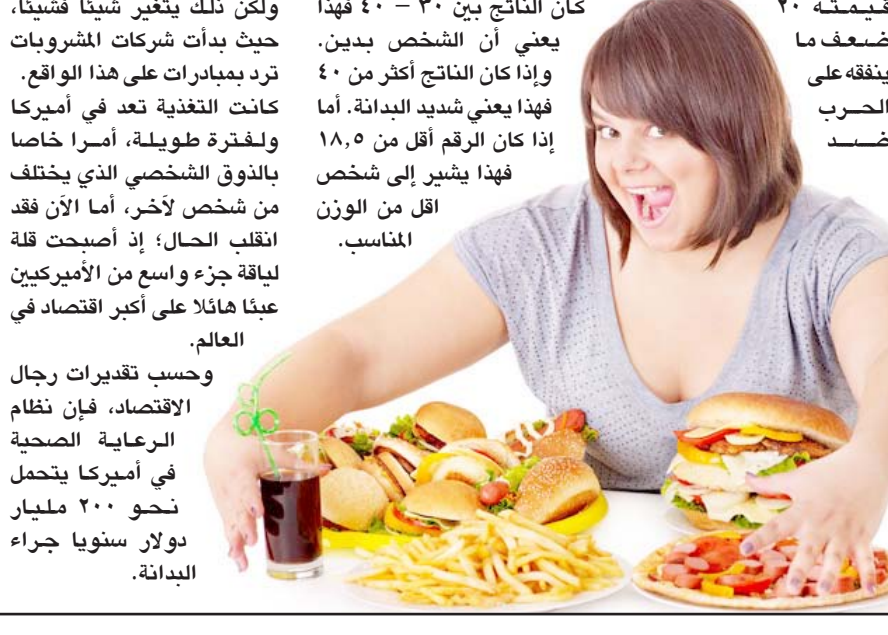 قيمته ٢٠
ضعف ما
ينفقه على
الحرب
ضد
كان الناتج بين ٣٠ – ٤٠ فهذا
يعني أن الشخص بدين.
وإذا كان الناتج أكثر من ٤٠
فهذا يعني شديد البدانة. أما
إذا كان الرقم أقل من ١٨,٥
فهذا يشير إلى شخص
اقل من الوزن
المناسب.
ولكن ذلك يتغير شيئا فشيئا،
حيث بدأت شركات المشروبات
ترد بمبادرات على هذا الواقع.
كانت التغذية تعد في أميركا
ولفترة طويلة، أمرا خاصا
بالذوق الشخصي الذي يختلف
من شخص لآخر، أما الآن فقد
انقلب الحال؛ إذ أصبحت قلة
لياقة جزء واسع من الأميركيين
عبئا هائلا على أكبر اقتصاد في
العالم.
وحسب تقديرات رجال
الاقتصاد، فإن نظام
الرعاية الصحية
في أميركا يتحمل
نحو ٢٠٠ مليار
دولار سنويا جراء
البدانة.